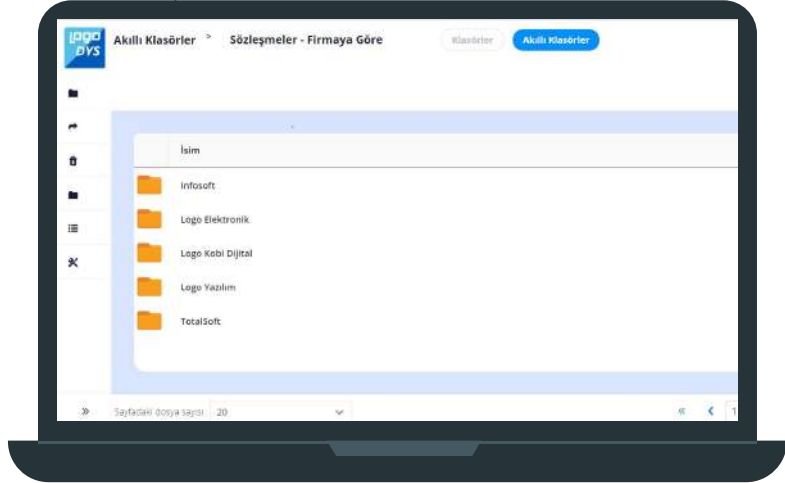 LOGO
DYS
Akıllı Klasörler > Sözleşmeler - Firmaya Göre
Klasörler
Akıllı Klasörler
İsim
Infosoft
Logo Elektronik
Logo Kobi Dijital
Logo Yazılım
TotalSoft
» Sayfadaki dosya sayısı 20 « ‹ 1